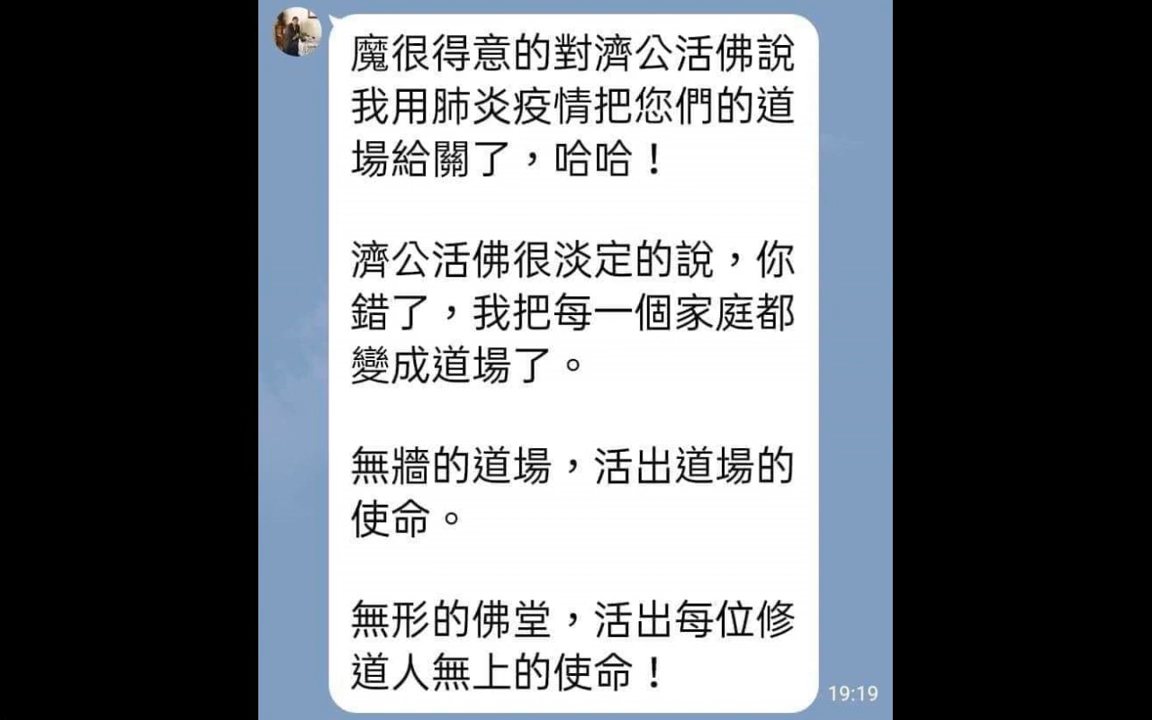 魔很得意的對濟公活佛說
我用肺炎疫情把您們的道
場給關了，哈哈！
濟公活佛很淡定的說，你
錯了，我把每一個家庭都
變成道場了。
無牆的道場，活出道場的
使命。
無形的佛堂，活出每位修
道人無上的使命！
19:19